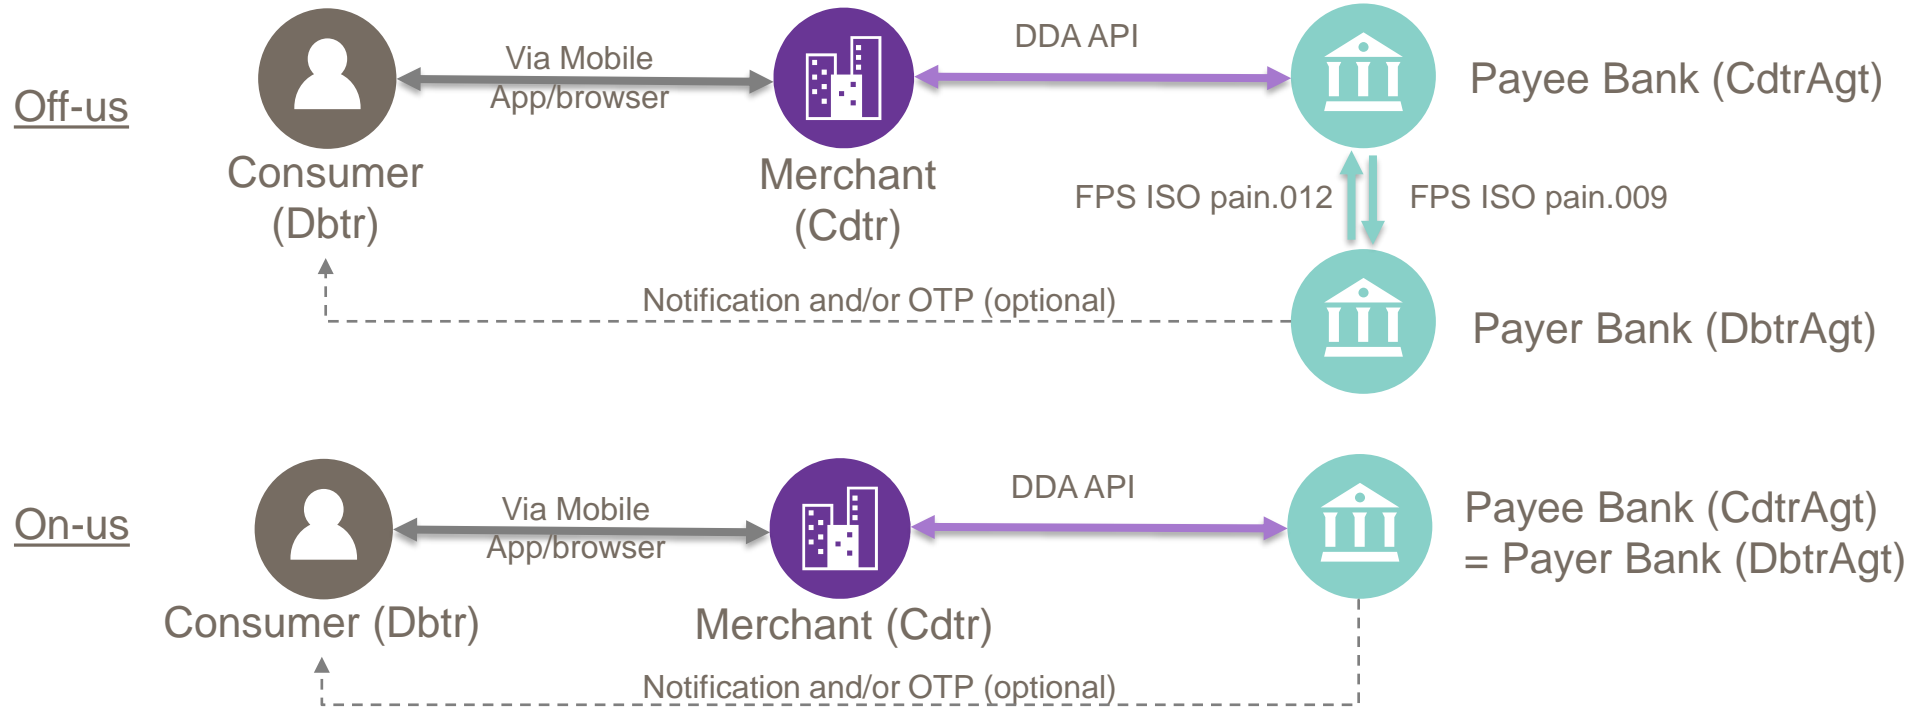 Off-us
Via Mobile
App/browser
DDA API
Payee Bank (CdtrAgt)
Consumer
(Dbtr)
Merchant
(Cdtr)
FPS ISO pain.012
FPS ISO pain.009
Notification and/or OTP (optional)
Payer Bank (DbtrAgt)
On-us
Via Mobile
App/browser
DDA API
Payee Bank (CdtrAgt)
= Payer Bank (DbtrAgt)
Consumer (Dbtr)
Merchant (Cdtr)
Notification and/or OTP (optional)